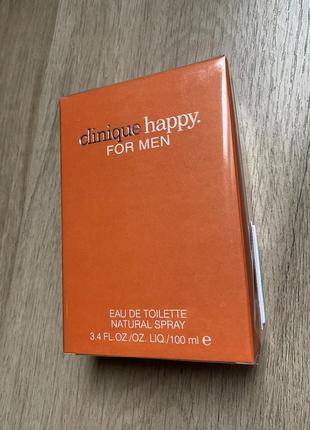 clinique happy.
FOR MEN
EAU DE TOILETTE
NATURAL SPRAY
3.4 FL.OZ./OZ. LIQ./100 ml ℮